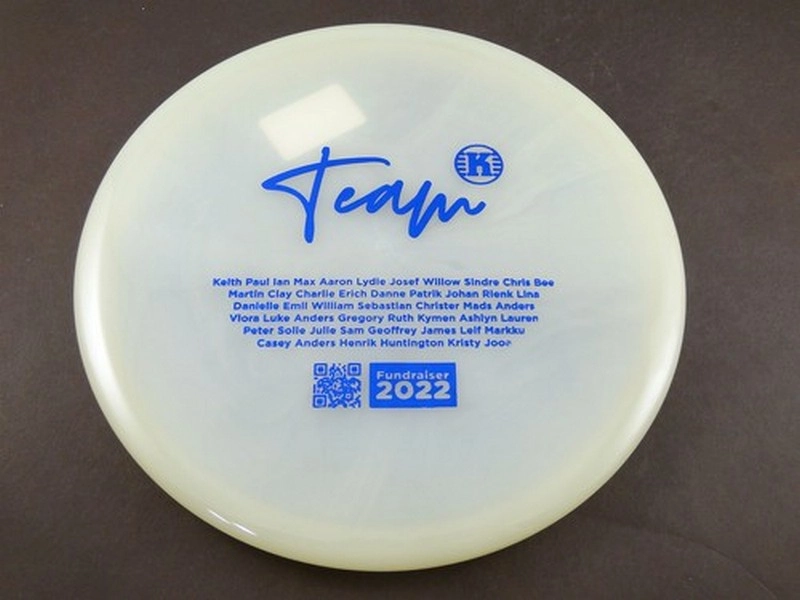 Team K
Keith Paul Ian Max Aaron Lydie Josef Willow Sindre Chris Bee
Martin Clay Charlie Erich Danne Patrik Johan Rienk Lina
Danielle Emil William Sebastian Christer Mads Anders
Viora Luke Anders Gregory Ruth Kymen Ashlyn Lauren
Peter Solie Julie Sam Geoffrey James Leif Markku
Casey Anders Henrik Huntington Kristy Joor
Fundraiser
2022